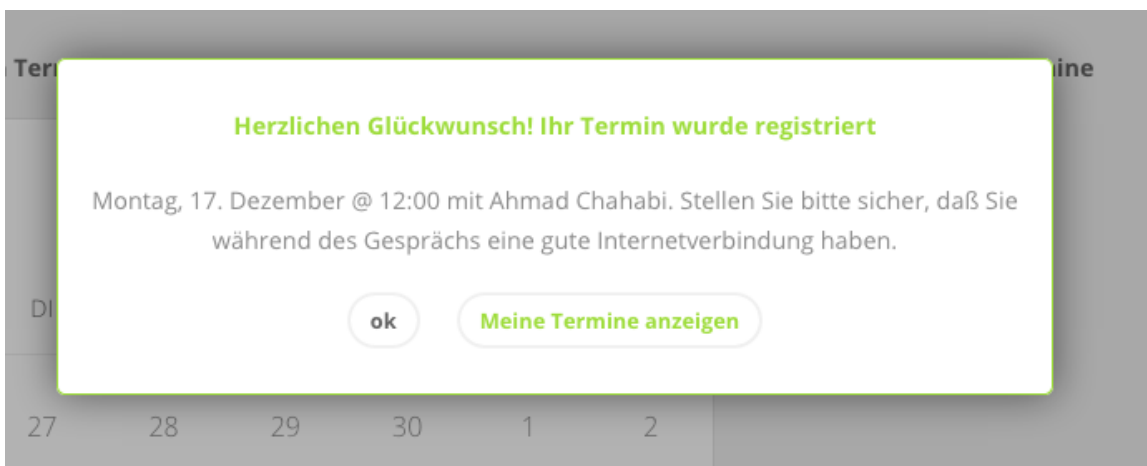 Herzlichen Glückwunsch! Ihr Termin wurde registriert
Montag, 17. Dezember @ 12:00 mit Ahmad Chahabi. Stellen Sie bitte sicher, daß Sie
während des Gesprächs eine gute Internetverbindung haben.
ok Meine Termine anzeigen
DI
27 28 29 30 1 2